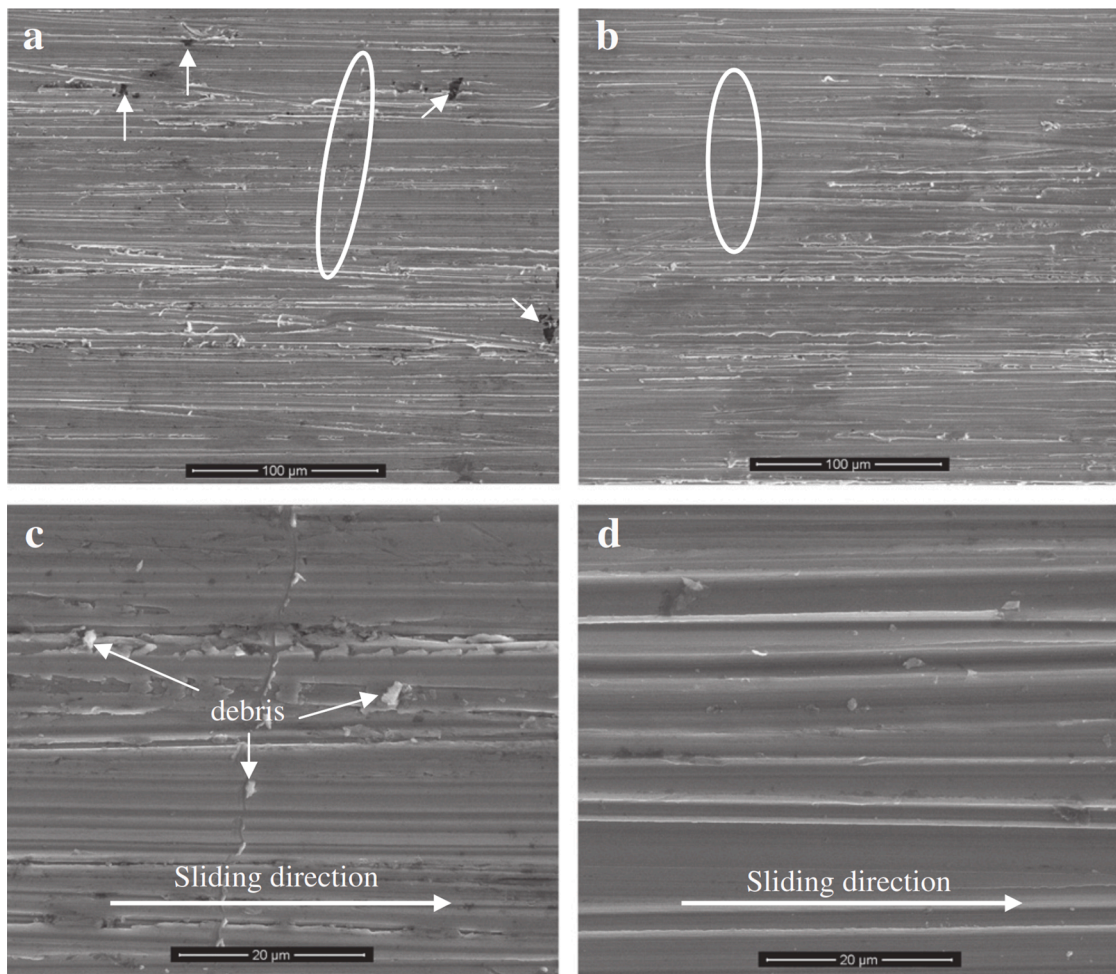 a
b
100 µm
100 µm
c
d
debris
Sliding direction
Sliding direction
20 µm
20 µm